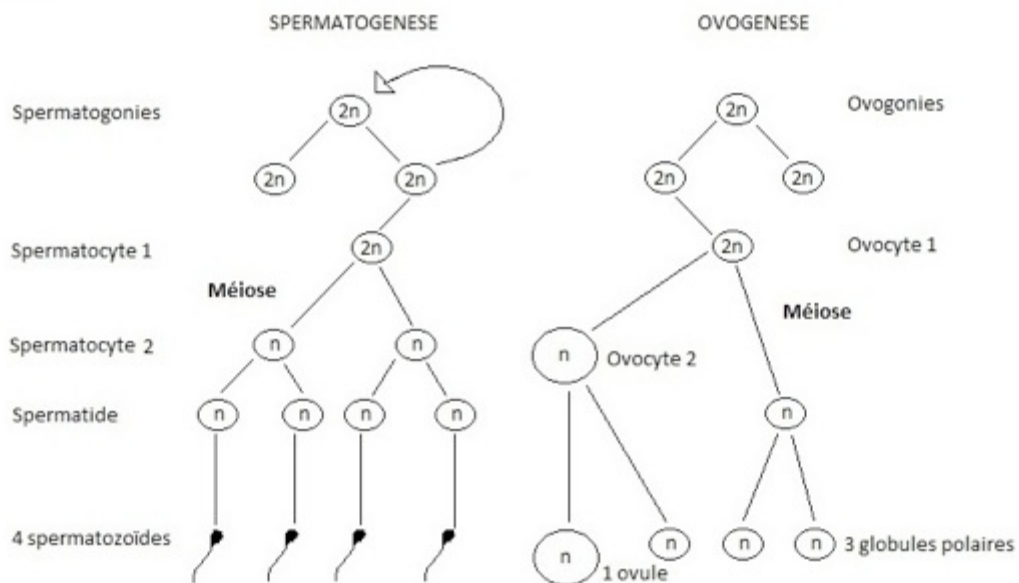 SPERMATOGENESE OVOGENESE
Spermatogonies 2n 2n Ovogonies
2n 2n 2n 2n
Spermatocyte 1 2n 2n Ovocyte 1
Méiose Méiose
Spermatocyte 2 n n n Ovocyte 2
Spermatide n n n n n
4 spermatozoïdes n 1 ovule n n n 3 globules polaires